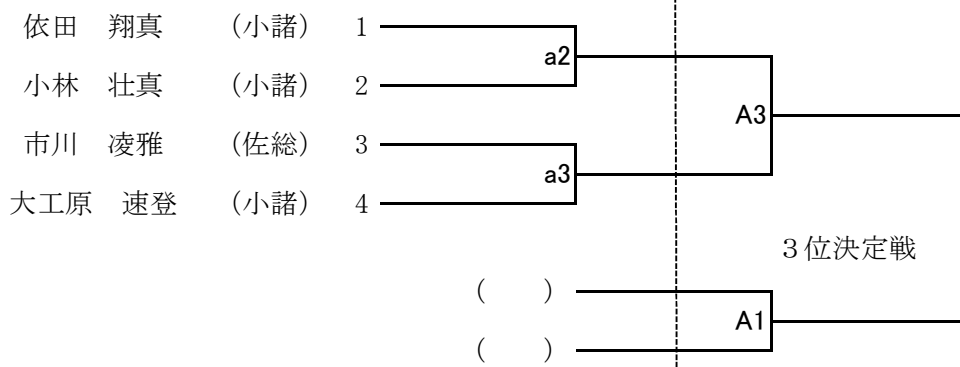 依田　翔真　（小諸）　1
a2
小林　壮真　（小諸）　2
A3
市川　凌雅　（佐総）　3
a3
大工原　速登　（小諸）　4
３位決定戦
（　　）
A1
（　　）